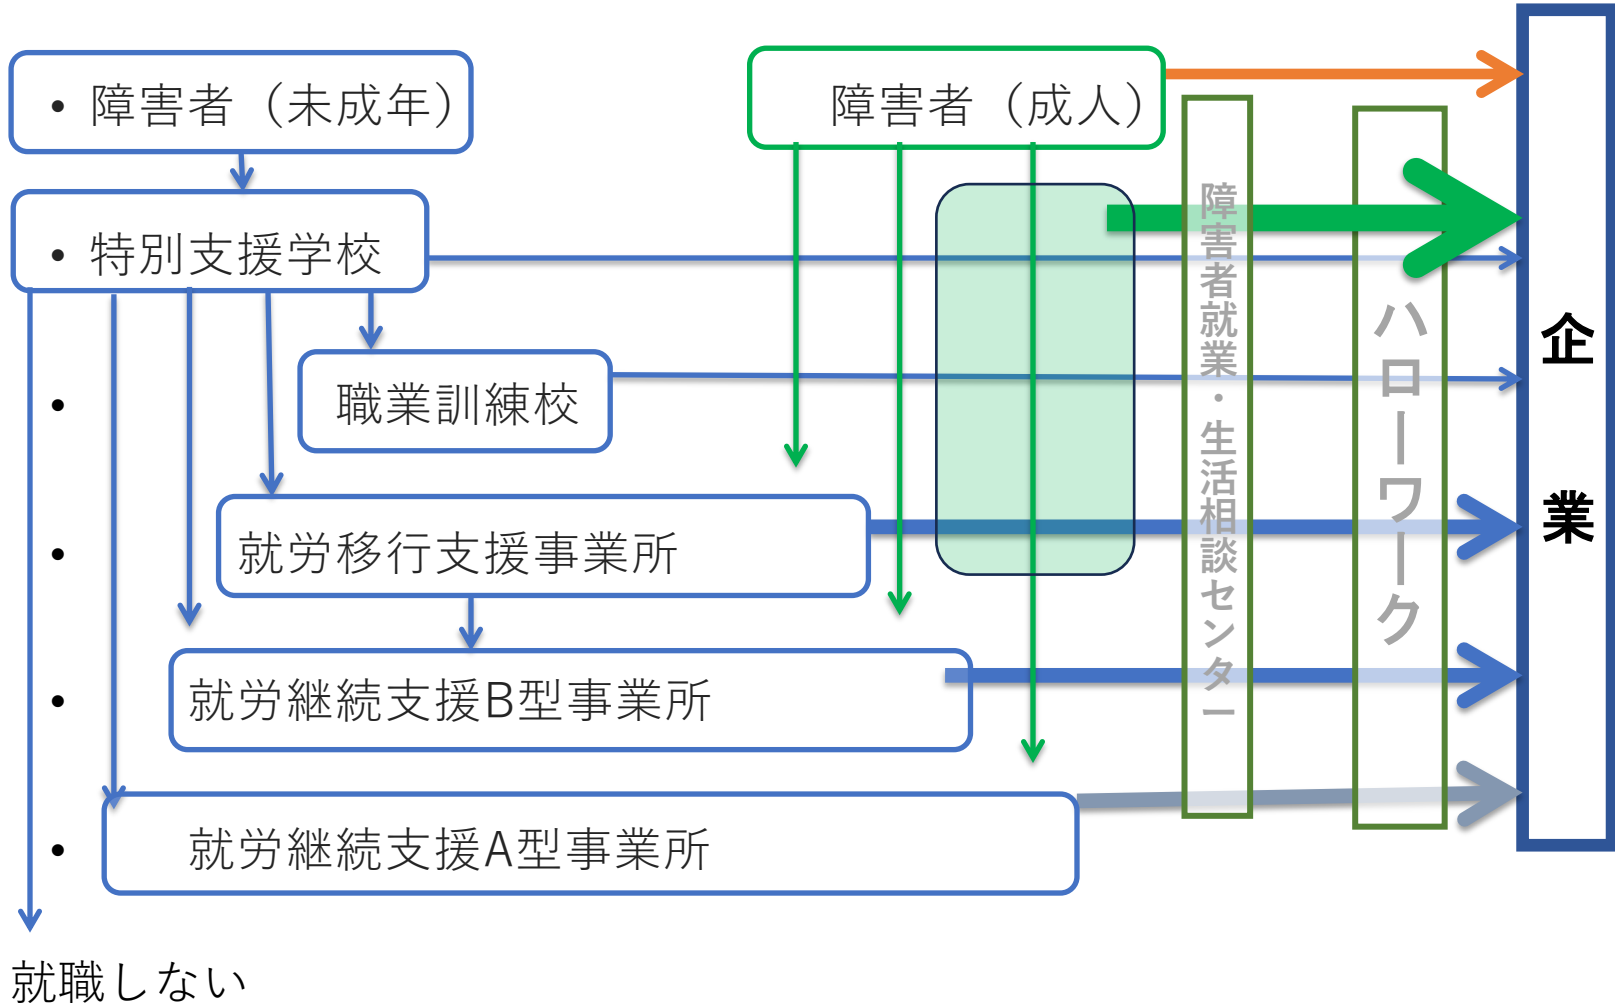 • 障害者（未成年）
障害者（成人）
• 特別支援学校
• 職業訓練校
• 就労移行支援事業所
• 就労継続支援B型事業所
• 就労継続支援A型事業所
就職しない
障害者就業・生活相談センター
ハローワーク
企業